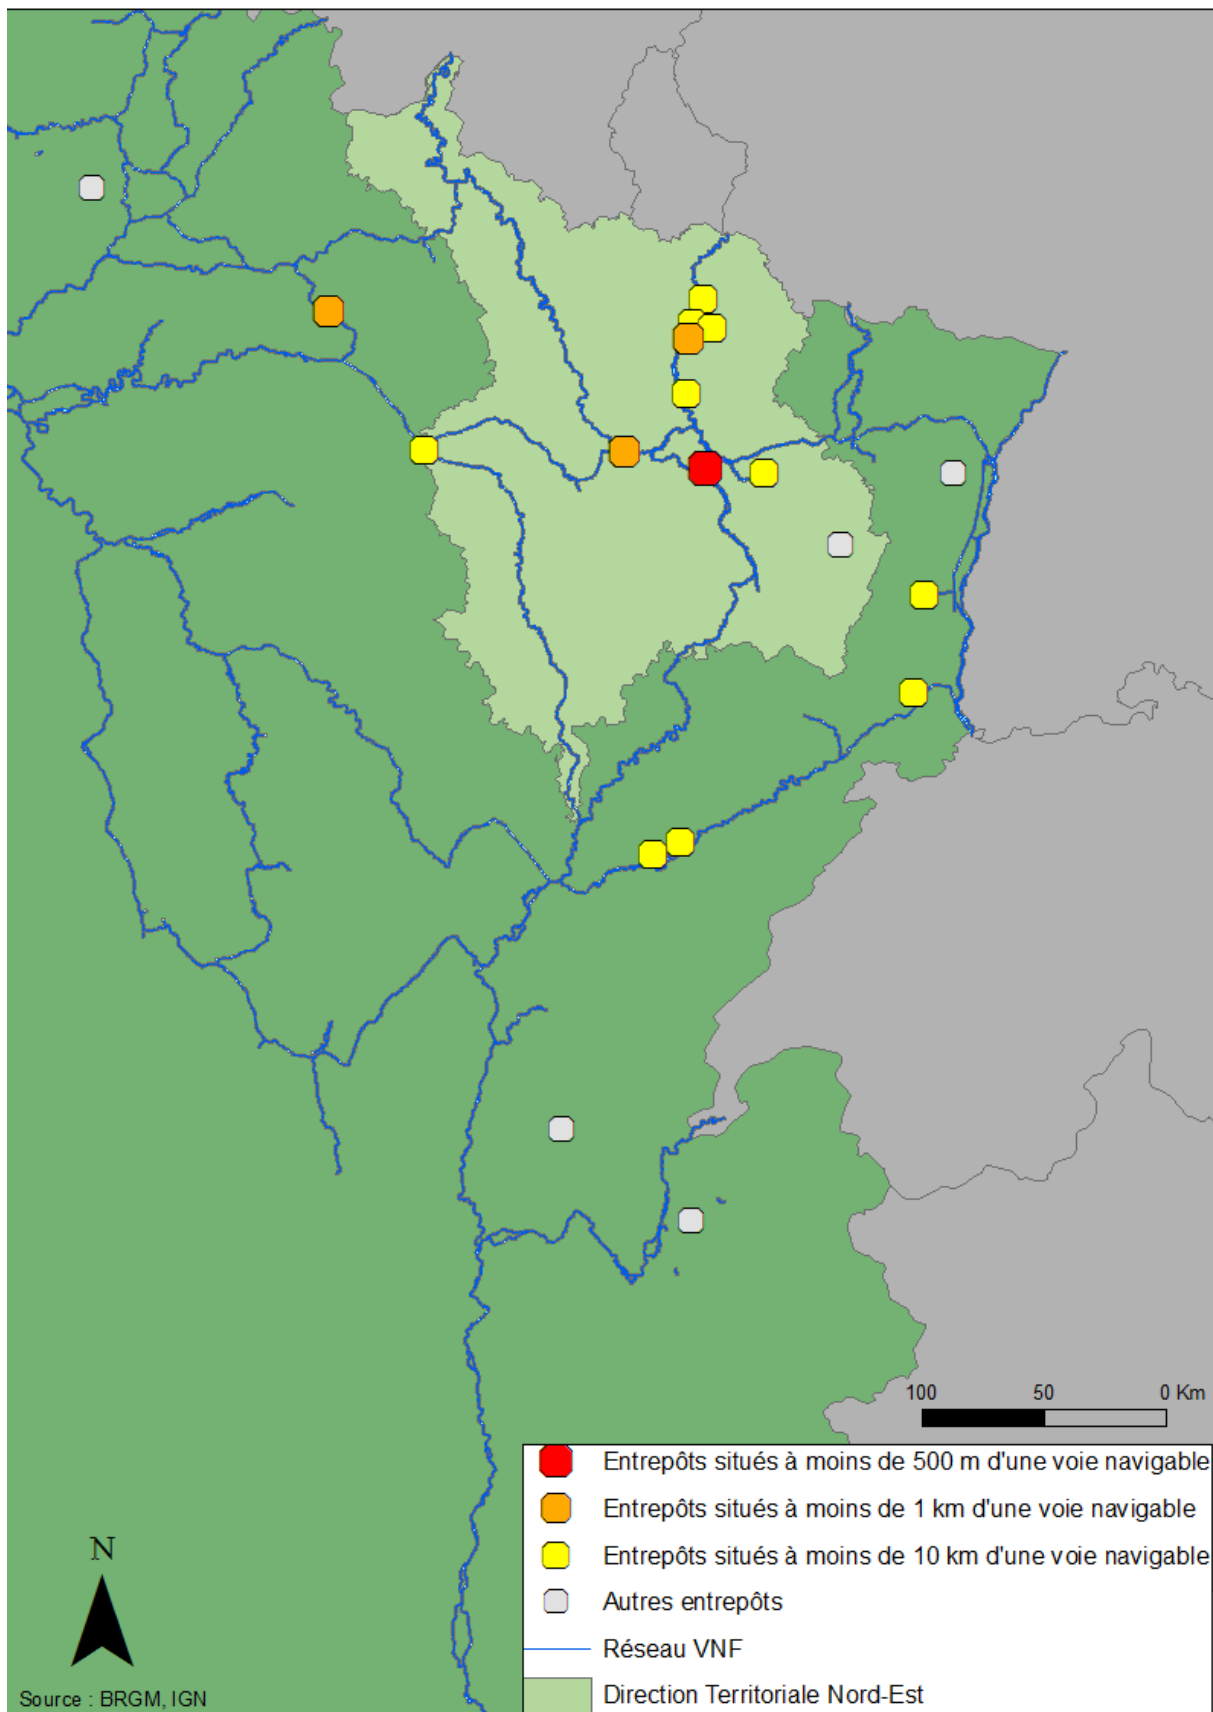 100 50 0 Km
Entrepôts situés à moins de 500 m d'une voie navigable
Entrepôts situés à moins de 1 km d'une voie navigable
Entrepôts situés à moins de 10 km d'une voie navigable
Autres entrepôts
Réseau VNF
Direction Territoriale Nord-Est
N
Source : BRGM, IGN